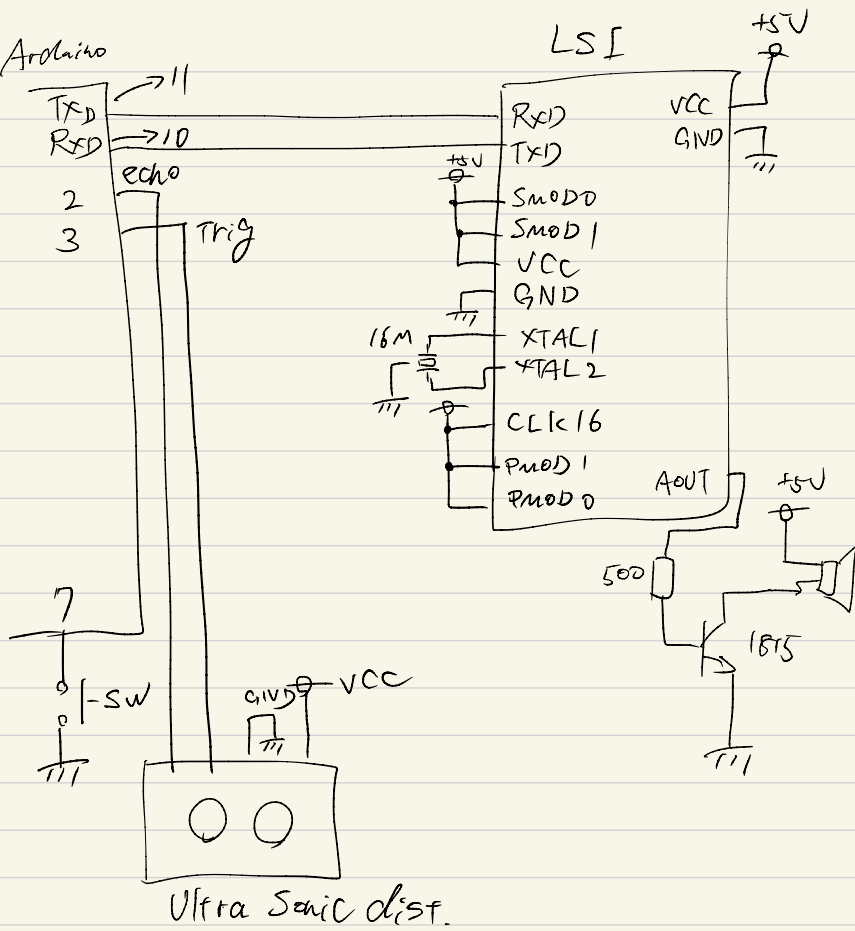 Arduino
TXD
→11
RXD
→10
2
echo
3
Trig
7
SW
LSI
+5V
RXD
TXD
+5V
SMOD0
SMOD1
VCC
GND
16M
XTAL1
XTAL2
CLK16
PMOD1
PMOD0
VCC
GND
AOUT
+5V
500
1815
GND
VCC
Ultra Sonic dist.